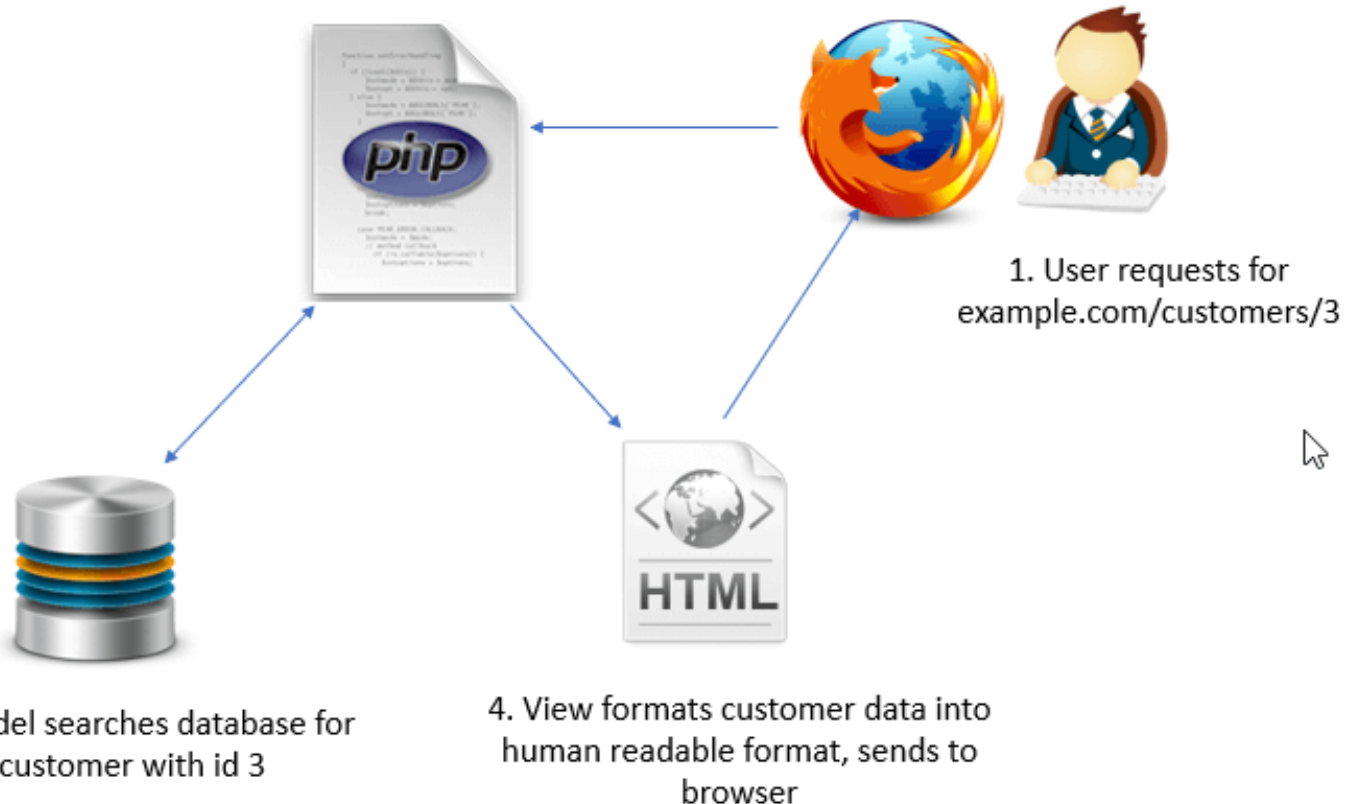 php
1. User requests for
example.com/customers/3
HTML
del searches database for
customer with id 3
4. View formats customer data into
human readable format, sends to
browser